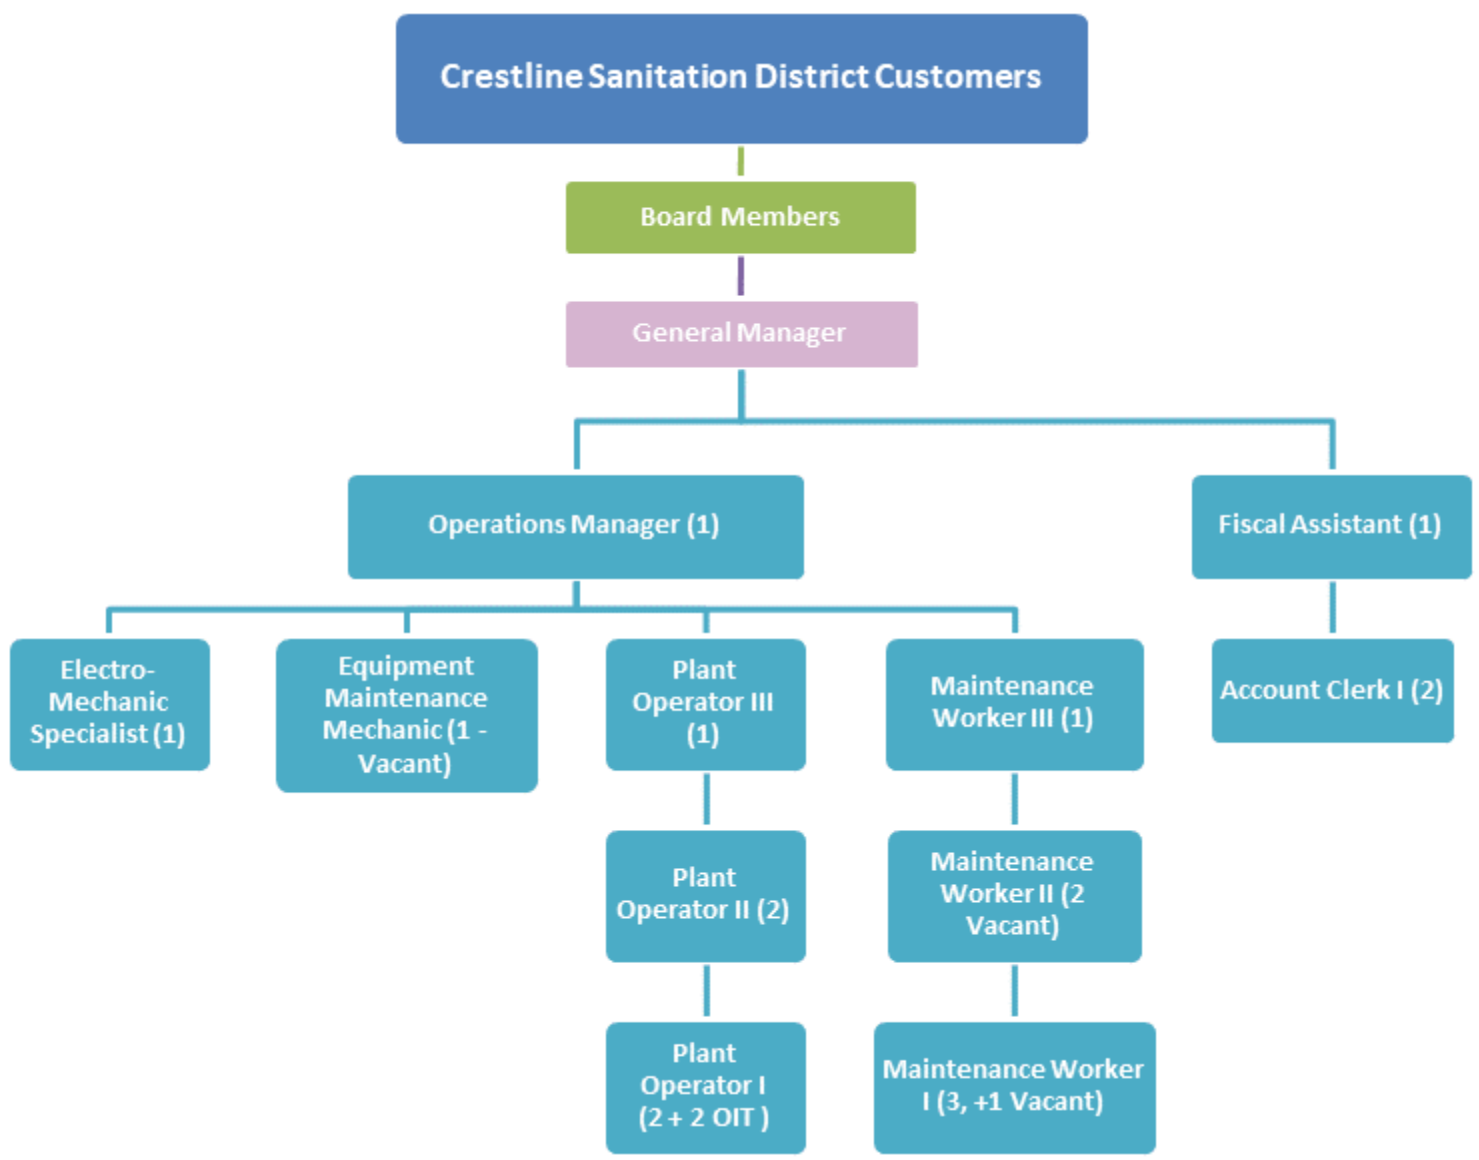 Crestline Sanitation District Customers
Board Members
General Manager
Operations Manager (1)
Fiscal Assistant (1)
Electro-
Mechanic
Specialist (1)
Equipment
Maintenance
Mechanic (1 -
Vacant)
Plant
Operator III
(1)
Maintenance
Worker III (1)
Account Clerk I (2)
Plant
Operator II (2)
Maintenance
Worker II (2
Vacant)
Plant
Operator I
(2 + 2 OIT )
Maintenance Worker
I (3, +1 Vacant)